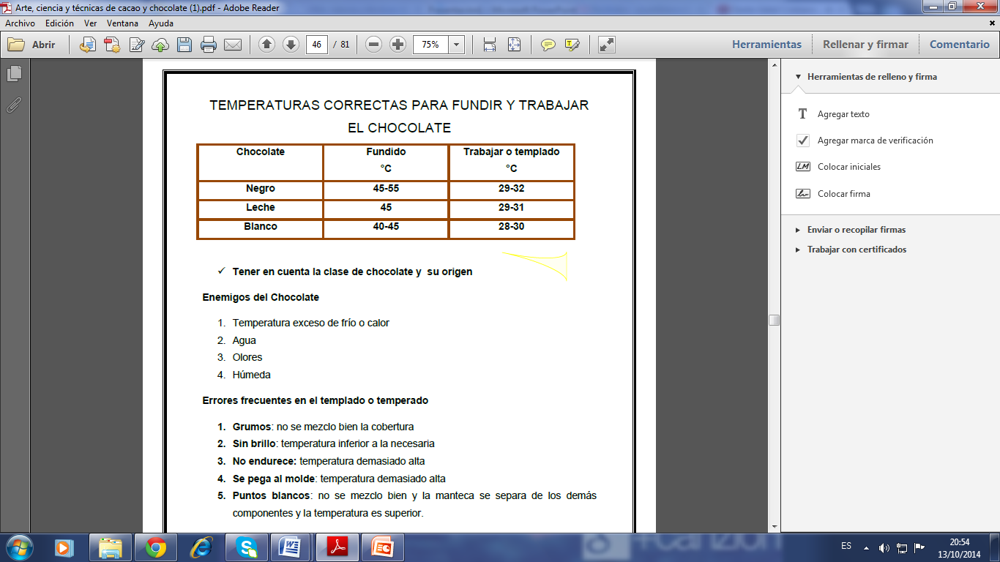 Arte, ciencia y técnicas de cacao y chocolate (1).pdf - Adobe Reader
Archivo Edición Ver Ventana Ayuda
Abrir 46 / 81 75% Herramientas Rellenar y firmar Comentario
Herramientas de relleno y firma
Agregar texto
Agregar marca de verificación
Colocar iniciales
Colocar firma
Enviar o recopilar firmas
Trabajar con certificados
TEMPERATURAS CORRECTAS PARA FUNDIR Y TRABAJAR
EL CHOCOLATE
Chocolate Fundido Trabajar o templado
°C °C
Negro 45-55 29-32
Leche 45 29-31
Blanco 40-45 28-30
✓ Tener en cuenta la clase de chocolate y su origen
Enemigos del Chocolate
1. Temperatura exceso de frío o calor
2. Agua
3. Olores
4. Húmeda
Errores frecuentes en el templado o temperado
1. Grumos: no se mezclo bien la cobertura
2. Sin brillo: temperatura inferior a la necesaria
3. No endurece: temperatura demasiado alta
4. Se pega al molde: temperatura demasiado alta
5. Puntos blancos: no se mezclo bien y la manteca se separa de los demás
componentes y la temperatura es superior.
ES 20:54
13/10/2014